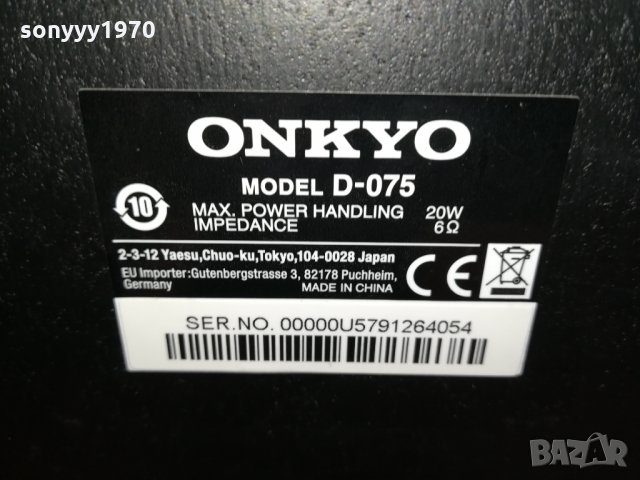 sonyyy1970
ONKYO
MODEL D-075
10
MAX. POWER HANDLING 20W
IMPEDANCE 6Ω
2-3-12 Yaesu,Chuo-ku,Tokyo,104-0028 Japan
EU Importer:Gutenbergstrasse 3, 82178 Puchheim,
Germany MADE IN CHINA
CE
SER.NO. 00000U5791264054
BAZAR